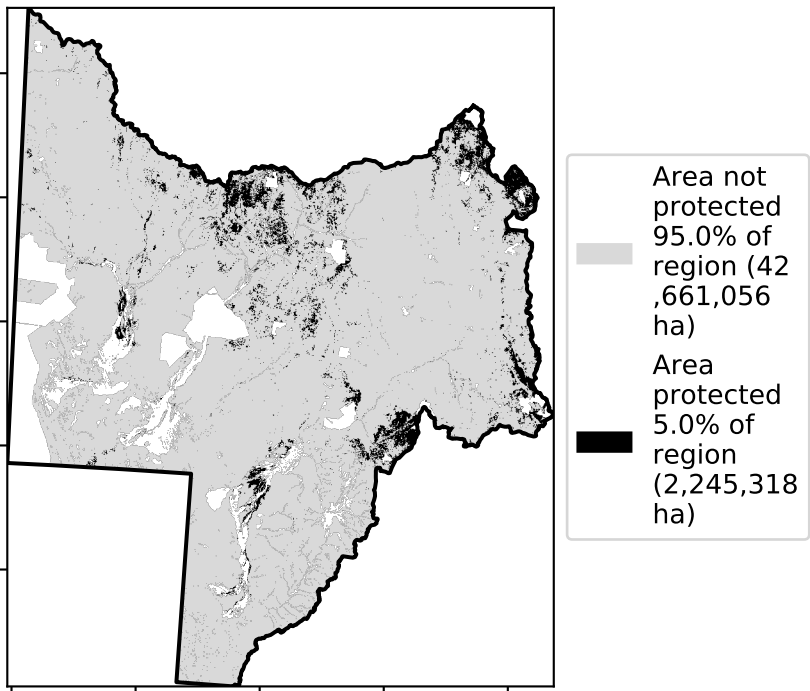 Area not
protected
95.0% of
region (42
,661,056
ha)
Area
protected
5.0% of
region
(2,245,318
ha)